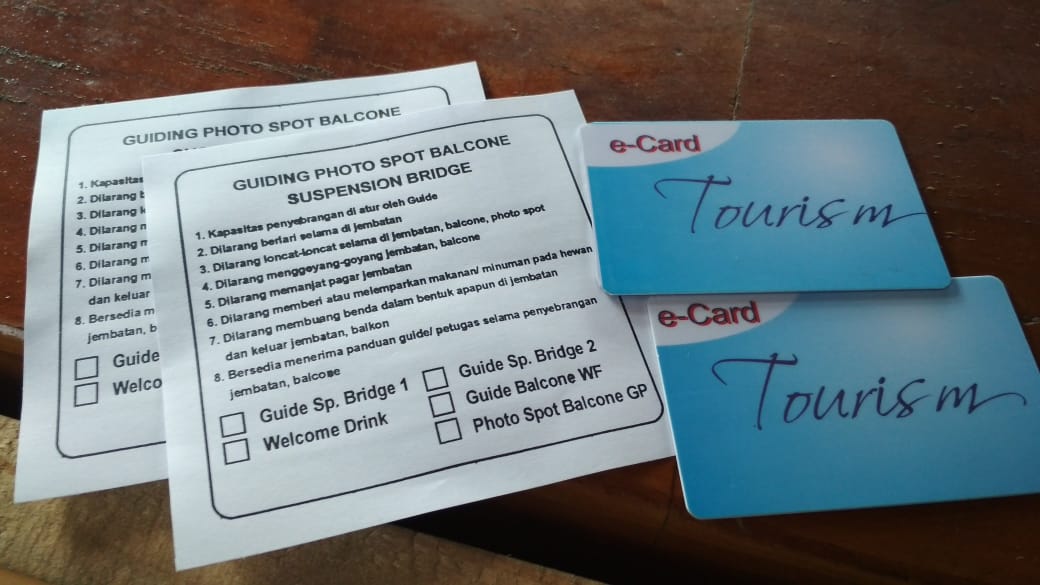 GUIDING PHOTO SPOT BALCONE
1. Kapasitas
2. Dilarang
3. Dilarang
4. Dilarang
5. Dilarang
6. Dilarang
7. Dilarang
dan keluar
8. Bersedia
jembatan,
Guide
GUIDING PHOTO SPOT BALCONE
SUSPENSION BRIDGE
1. Kapasitas penyebrangan di atur oleh Guide
2. Dilarang berlari selama di jembatan
3. Dilarang loncat-loncat selama di jembatan, balcone, photo spot
4. Dilarang menggoyang-goyang jembatan, balcone
5. Dilarang memanjat pagar jembatan
6. Dilarang memberi atau melemparkan makanan/ minuman pada hewan
7. Dilarang membuang benda dalam bentuk apapun di jembatan
dan keluar jembatan, balkon
8. Bersedia menerima panduan guide/ petugas selama penyebrangan
jembatan, balcone
Guide Sp. Bridge 1
Welcome Drink
Guide Sp. Bridge 2
Guide Balcone WF
Photo Spot Balcone GP
e-Card
Tourism
e-Card
Tourism